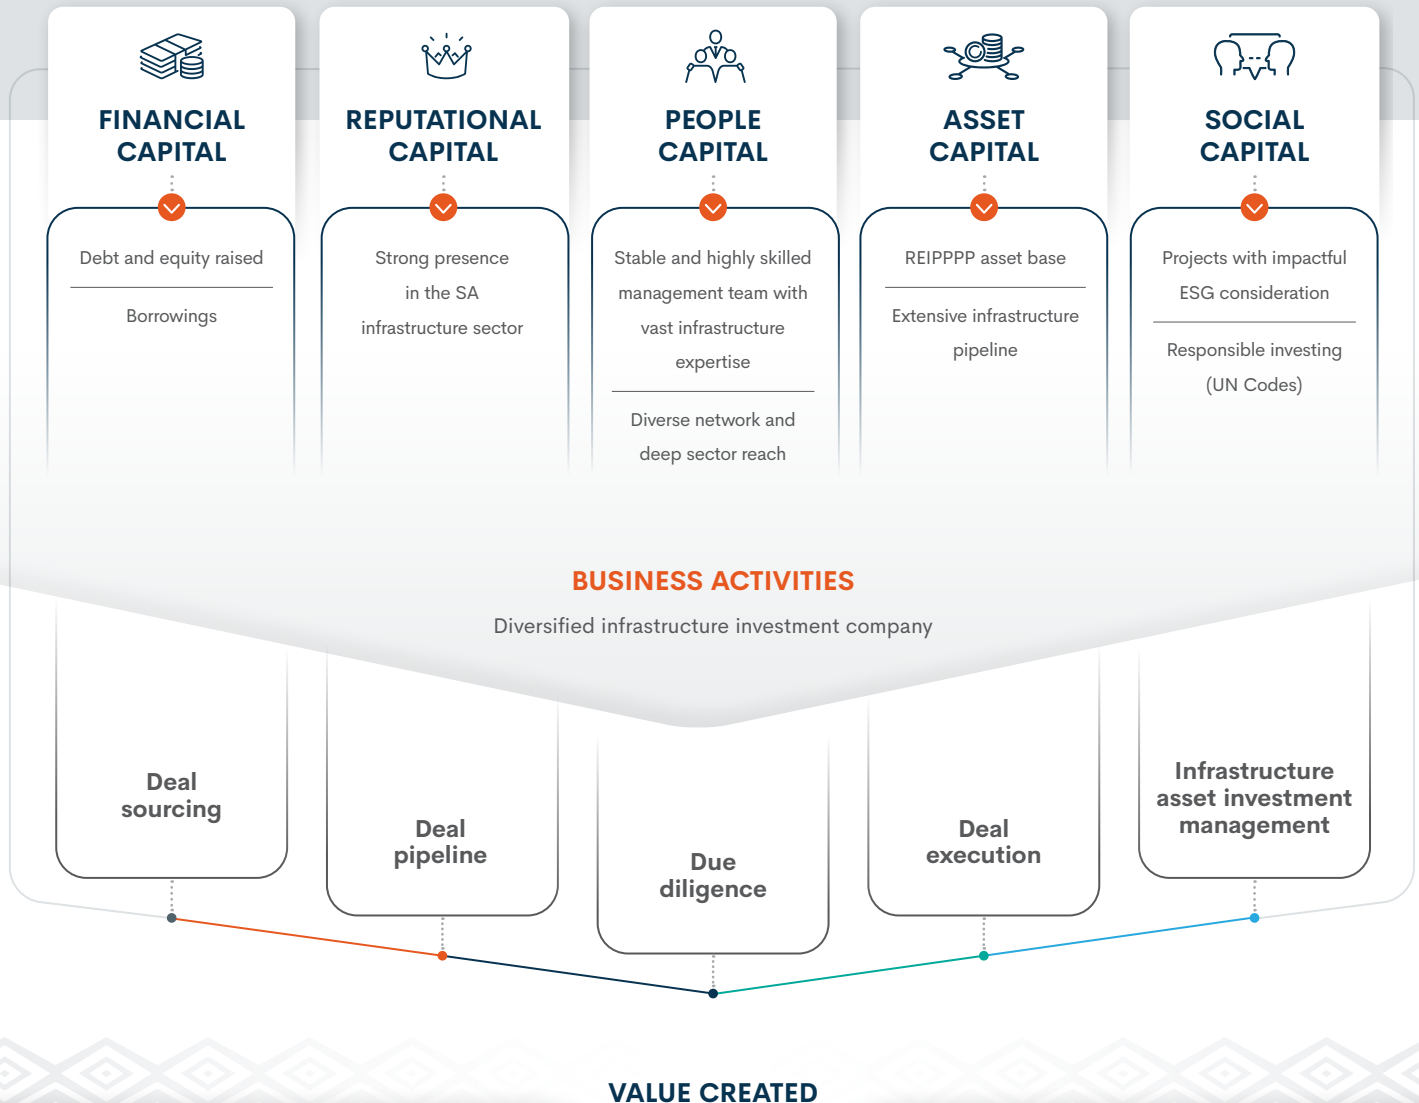 FINANCIAL
CAPITAL
Debt and equity raised
Borrowings
REPUTATIONAL
CAPITAL
Strong presence
in the SA
infrastructure sector
PEOPLE
CAPITAL
Stable and highly skilled
management team with
vast infrastructure
expertise
Diverse network and
deep sector reach
ASSET
CAPITAL
REIPPPP asset base
Extensive infrastructure
pipeline
SOCIAL
CAPITAL
Projects with impactful
ESG consideration
Responsible investing
(UN Codes)
BUSINESS ACTIVITIES
Diversified infrastructure investment company
Deal
sourcing
Deal
pipeline
Due
diligence
Deal
execution
Infrastructure
asset investment
management
VALUE CREATED